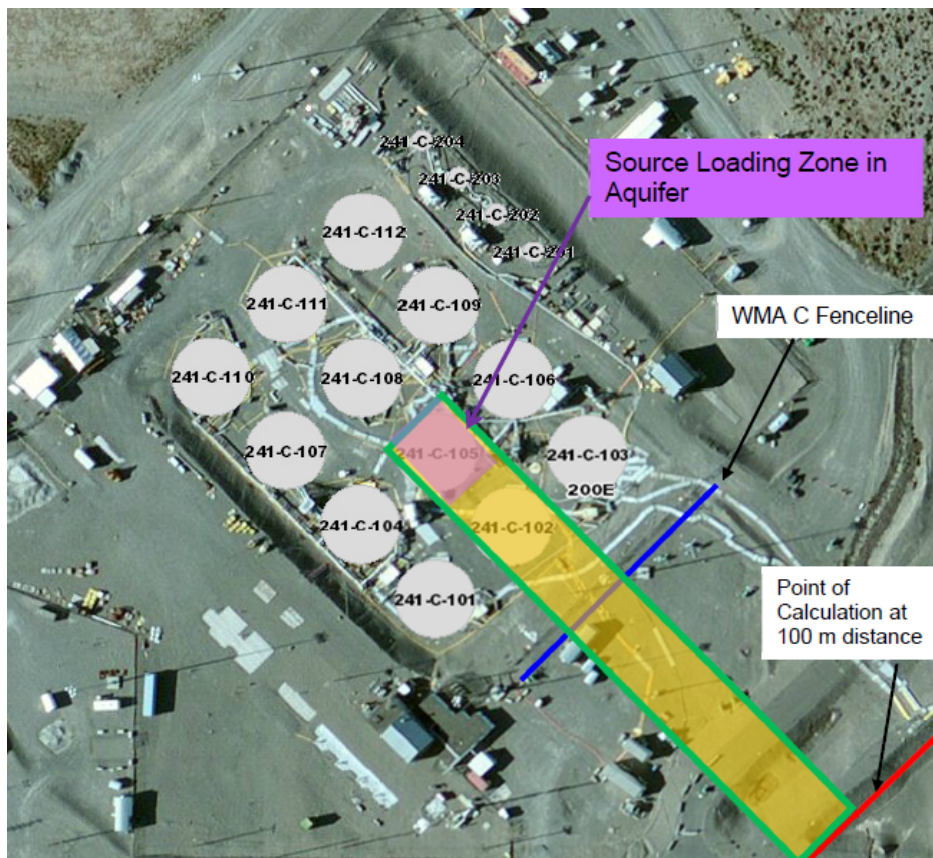 241-C-204
Source Loading Zone in
Aquifer
241-C-203
241-C-202
241-C-112
241-C-201
241-C-111
241-C-109
WMA C Fenceline
241-C-110
241-C-108
241-C-106
241-C-107
241-C-105
241-C-103
200E
241-C-104
241-C-102
241-C-101
Point of
Calculation at
100 m distance